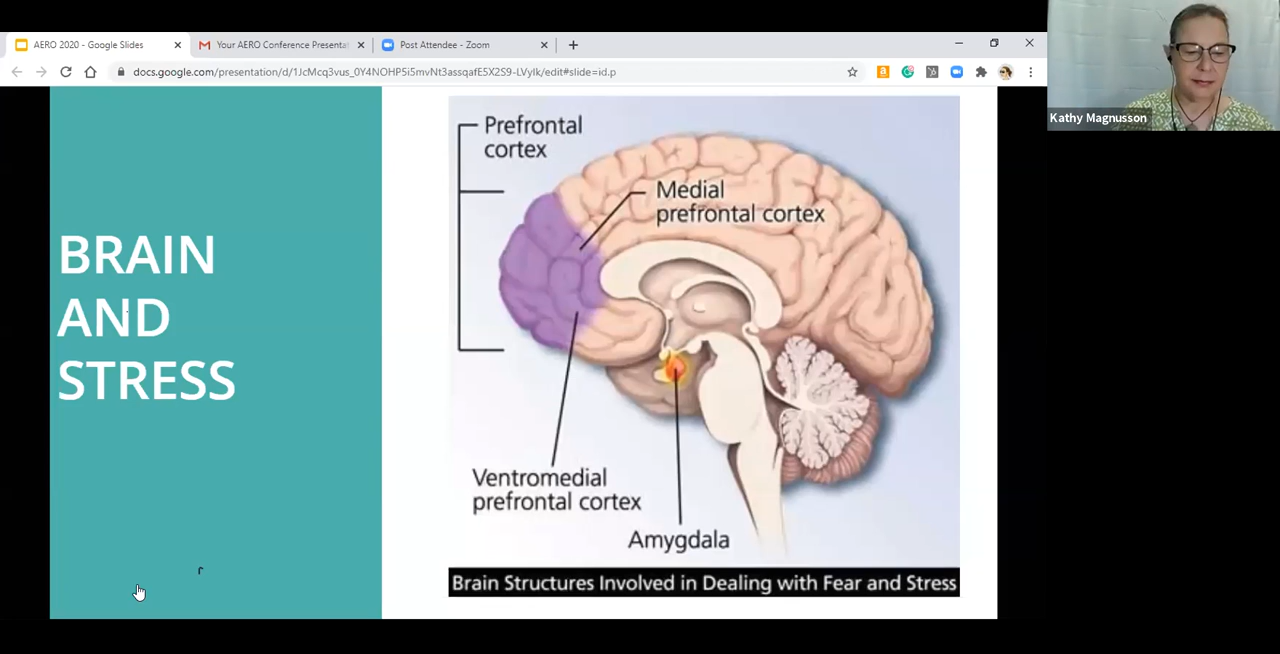 AERO 2020 - Google Slides
Your AERO Conference Presentat
Post Attendee - Zoom
docs.google.com/presentation/d/1JcMcq3vus_0Y4NOHP5i5mvNt3assqafE5X2S9-LVyIk/edit#slide=id.p
Kathy Magnusson
BRAIN
AND
STRESS
Prefrontal
cortex
Medial
prefrontal cortex
Ventromedial
prefrontal cortex
Amygdala
Brain Structures Involved in Dealing with Fear and Stress